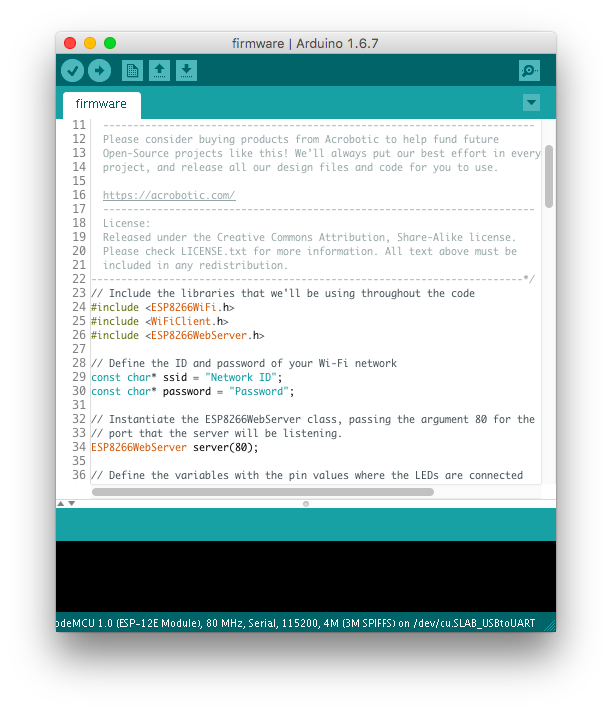 firmware | Arduino 1.6.7
firmware
11 ------------------------------------------------------------------------
12 Please consider buying products from Acrobotic to help fund future
13 Open-Source projects like this! We'll always put our best effort in every
14 project, and release all our design files and code for you to use.
15
16 https://acrobotic.com/
17 ------------------------------------------------------------------------
18 License:
19 Released under the Creative Commons Attribution, Share-Alike license.
20 Please check LICENSE.txt for more information. All text above must be
21 included in any redistribution.
22 ------------------------------------------------------------------------*/
23 // Include the libraries that we'll be using throughout the code
24 #include <ESP8266WiFi.h>
25 #include <WiFiClient.h>
26 #include <ESP8266WebServer.h>
27
28 // Define the ID and password of your Wi-Fi network
29 const char* ssid = "Network ID";
30 const char* password = "Password";
31
32 // Instantiate the ESP8266WebServer class, passing the argument 80 for the
33 // port that the server will be listening.
34 ESP8266WebServer server(80);
35
36 // Define the variables with the pin values where the LEDs are connected
odeMCU 1.0 (ESP-12E Module), 80 MHz, Serial, 115200, 4M (3M SPIFFS) on /dev/cu.SLAB_USBtoUART